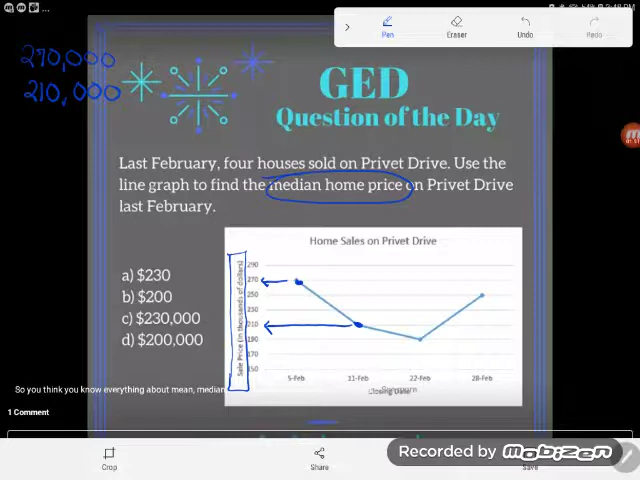 Pen
Eraser
Undo
Redo
270,000
210,000
GED
Question of the Day
Last February, four houses sold on Privet Drive. Use the
line graph to find the median home price on Privet Drive
last February.
a) $230
b) $200
c) $230,000
d) $200,000
Home Sales on Privet Drive
Sale Price (in thousands of dollars)
290
270
250
230
210
190
170
150
5-Feb
11-Feb
22-Feb
28-Feb
Closing Date
So you think you know everything about mean, median
1 Comment
Recorded by
mobizen
Crop
Share
Save